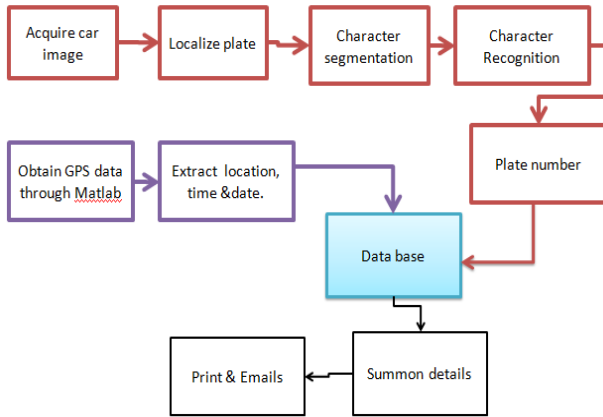 Acquire car
image
Localize plate
Character
segmentation
Character
Recognition
Plate number
Obtain GPS data
through Matlab
Extract location,
time &date.
Data base
Summon details
Print & Emails